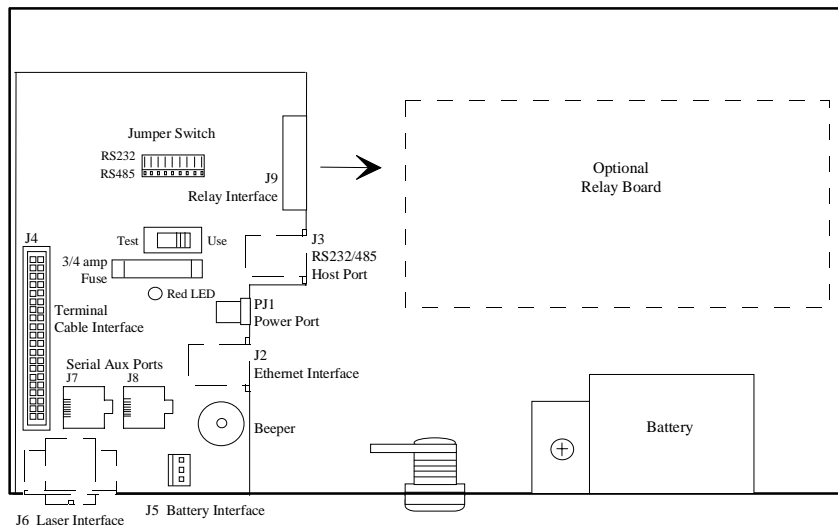 Jumper Switch
RS232
RS485
J9
Relay Interface
Optional
Relay Board
Test
Use
J4
J3
RS232/485
Host Port
3/4 amp
Fuse
Red LED
PJ1
Power Port
Terminal
Cable Interface
Serial Aux Ports
J7
J8
J2
Ethernet Interface
Beeper
Battery
J5 Battery Interface
J6 Laser Interface